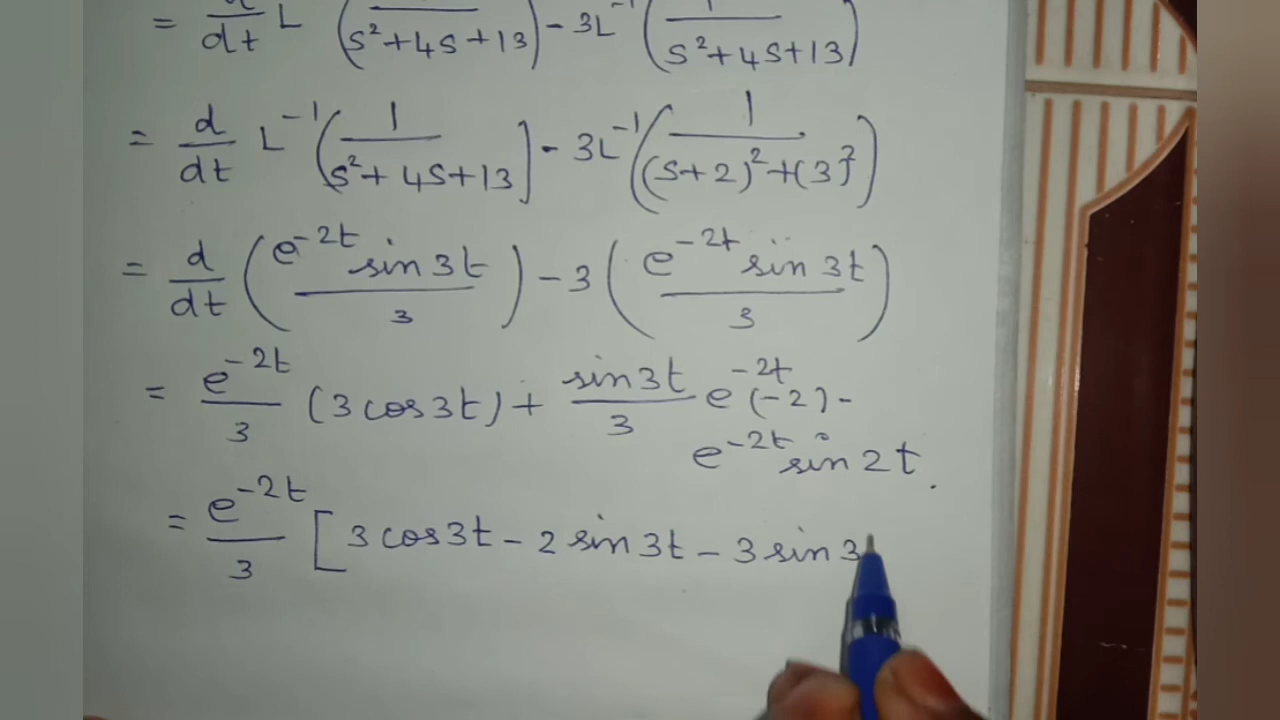 = d/dt L⁻¹(1/(s²+4s+13)) - 3L⁻¹(1/(s²+4s+13))
= d/dt L⁻¹(1/(s²+4s+13)] - 3L⁻¹(1/((s+2)²+(3)²))
= d/dt (e^-2t sin 3t / 3) - 3 (e^-2t sin 3t / 3)
= e^-2t/3 (3 cos 3t) + sin 3t/3 e^-2t (-2) -
e^-2t sin 2t.
= e^-2t/3 [3 cos 3t - 2 sin 3t - 3 sin 3